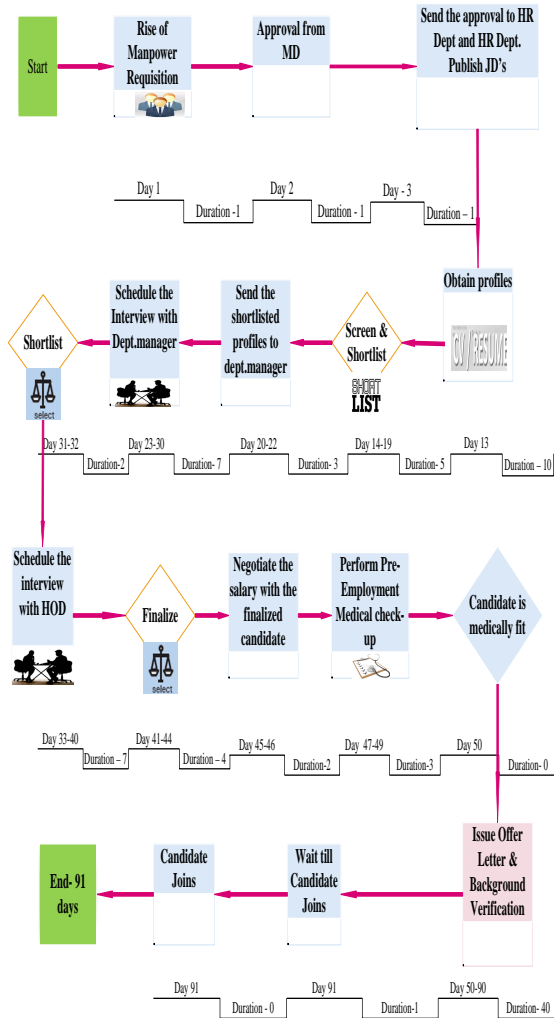 Start
Rise of
Manpower
Requisition
Approval from
MD
Send the approval to HR
Dept and HR Dept.
Publish JD's
Day 1
Duration -1
Day 2
Duration - 1
Day - 3
Duration – 1
Shortlist
select
Schedule the
Interview with
Dept.manager
Send the
shortlisted
profiles to
dept.manager
Screen &
Shortlist
SHORT
LIST
Obtain profiles
CV/RESUME
Day 31-32
Duration-2
Day 23-30
Duration- 7
Day 20-22
Duration- 3
Day 14-19
Duration- 5
Day 13
Duration – 10
Schedule the
interview
with HOD
Finalize
select
Negotiate the
salary with the
finalized
candidate
Perform Pre-
Employment
Medical check-
up
Candidate is
medically fit
Day 33-40
Duration – 7
Day 41-44
Duration – 4
Day 45-46
Duration-2
Day 47-49
Duration-3
Day 50
Duration- 0
End- 91
days
Candidate
Joins
Wait till
Candidate
Joins
Issue Offer
Letter &
Background
Verification
Day 91
Duration - 0
Day 91
Duration-1
Day 50-90
Duration- 40